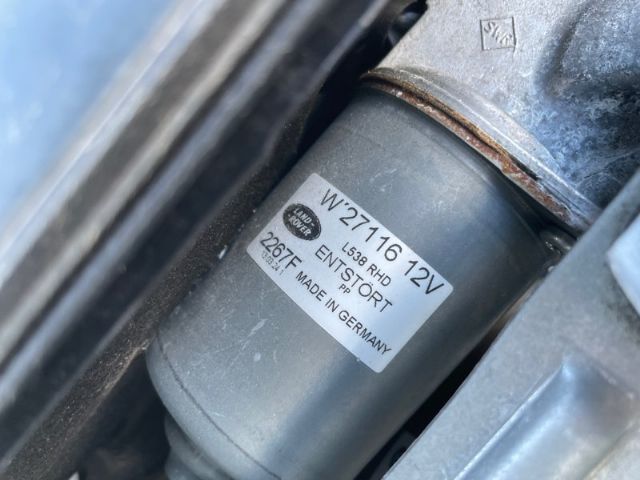 LAND-
ROVER
W'27116 12V
L538 RHD
ENTSTÖRT
PP
2267F MADE IN GERMANY